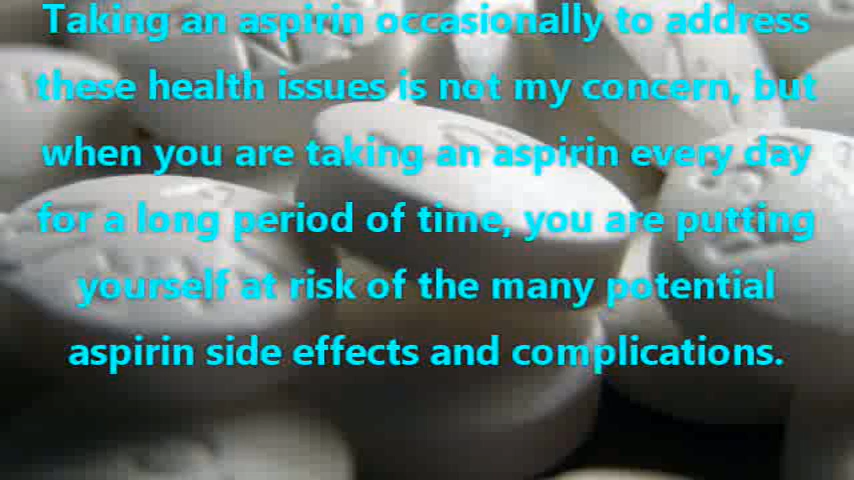 Taking an aspirin occasionally to address
these health issues is not my concern, but
when you are taking an aspirin every day
for a long period of time, you are putting
yourself at risk of the many potential
aspirin side effects and complications.